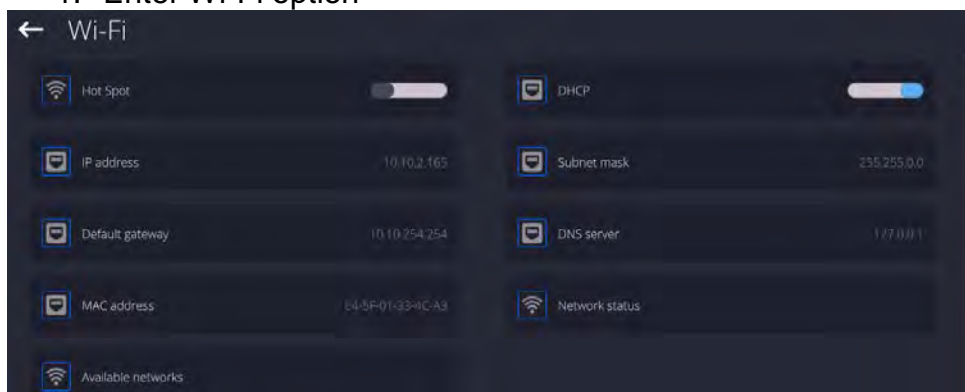 Enter Wi-Fi option
← Wi-Fi
Hot Spot
DHCP
IP address 10.10.2.165
Subnet mask 255.255.0.0
Default gateway 10.10.254.254
DNS server 127.0.0.1
MAC address E4-5F-01-33-4C-A3
Network status
Available networks